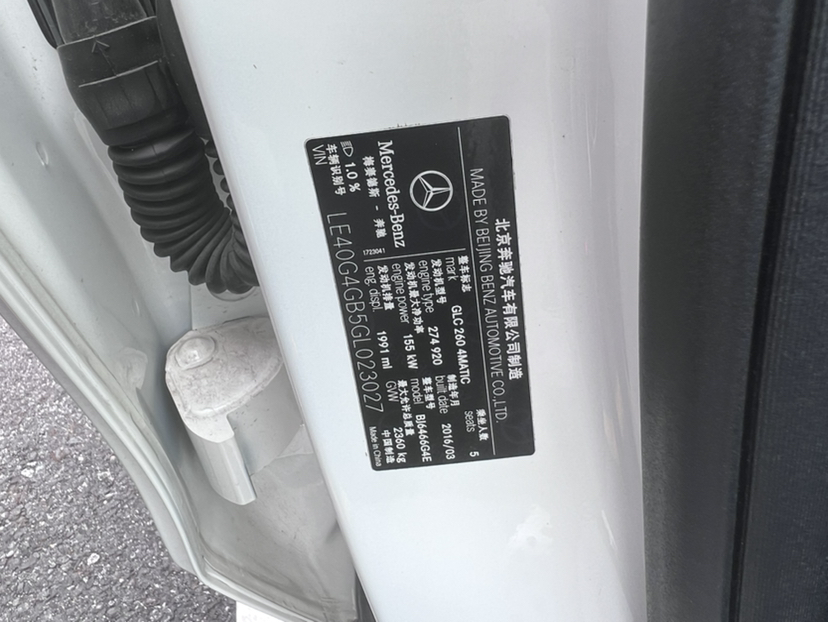 北京奔驰汽车有限公司制造
MADE BY BEIJING BENZ AUTOMOTIVE CO.,LTD.
整车标志 乘坐人数
mark GLC 260 4MATIC seats 5
发动机型号 制造年月
engine type 274 920 built date 2016/03
发动机最大净功率 整车型号
engine power 155 kW model BJ6466G4E
发动机排量 最大允许总质量
eng. displ. 1991 ml GVW 2360 kg
Mercedes-Benz
梅赛德斯 - 奔驰
1723041
1.0 %
中国制造
Made in China
车辆识别号
VIN LE40G4GB5GL023027